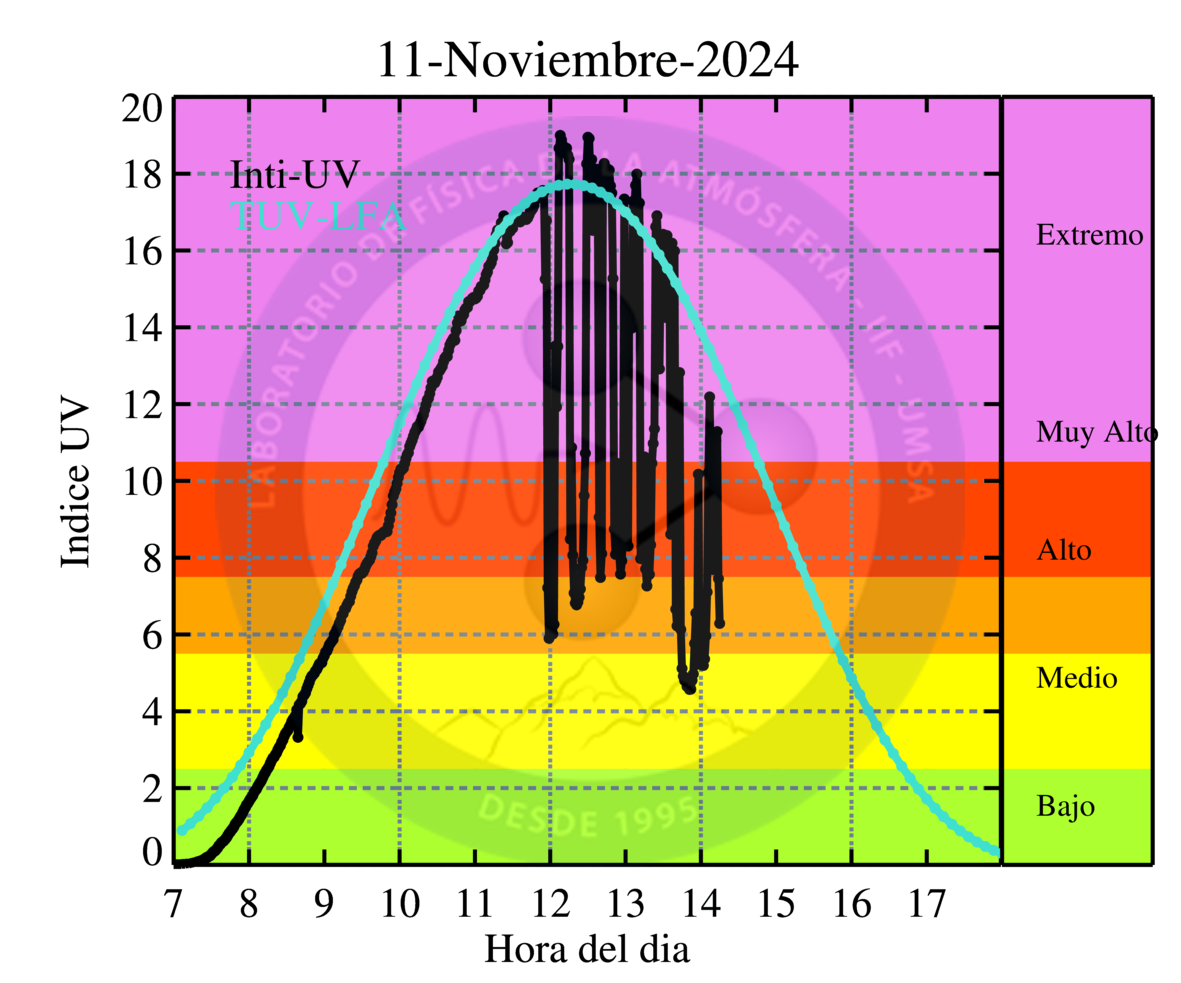 11-Noviembre-2024
Indice UV
20
18
16
14
12
10
8
6
4
2
0
Inti-UV
TUV-LFA
LABORATORIO DE FÍSICA DE LA ATMÓSFERA - IIF - UMSA
DESDE 1995
Extremo
Muy Alto
Alto
Medio
Bajo
7 8 9 10 11 12 13 14 15 16 17
Hora del dia